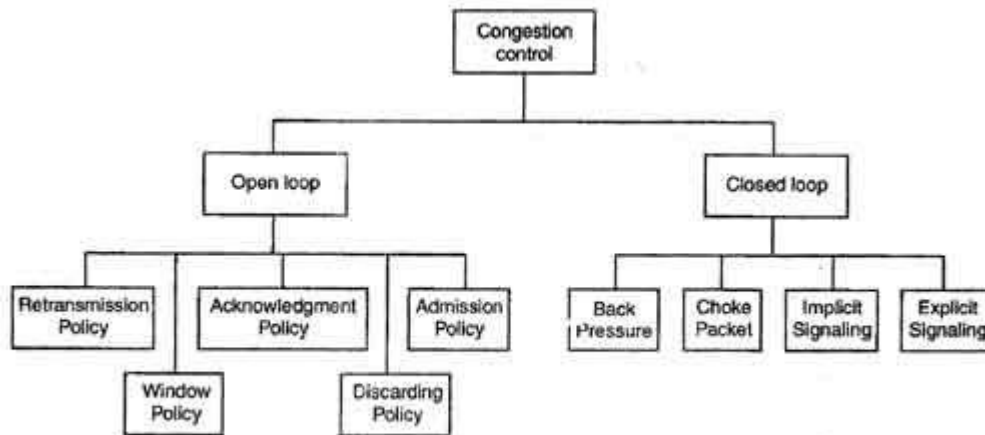 Congestion
control
Open loop
Closed loop
Retransmission
Policy
Acknowledgment
Policy
Admission
Policy
Back
Pressure
Choke
Packet
Implicit
Signaling
Explicit
Signaling
Window
Policy
Discarding
Policy